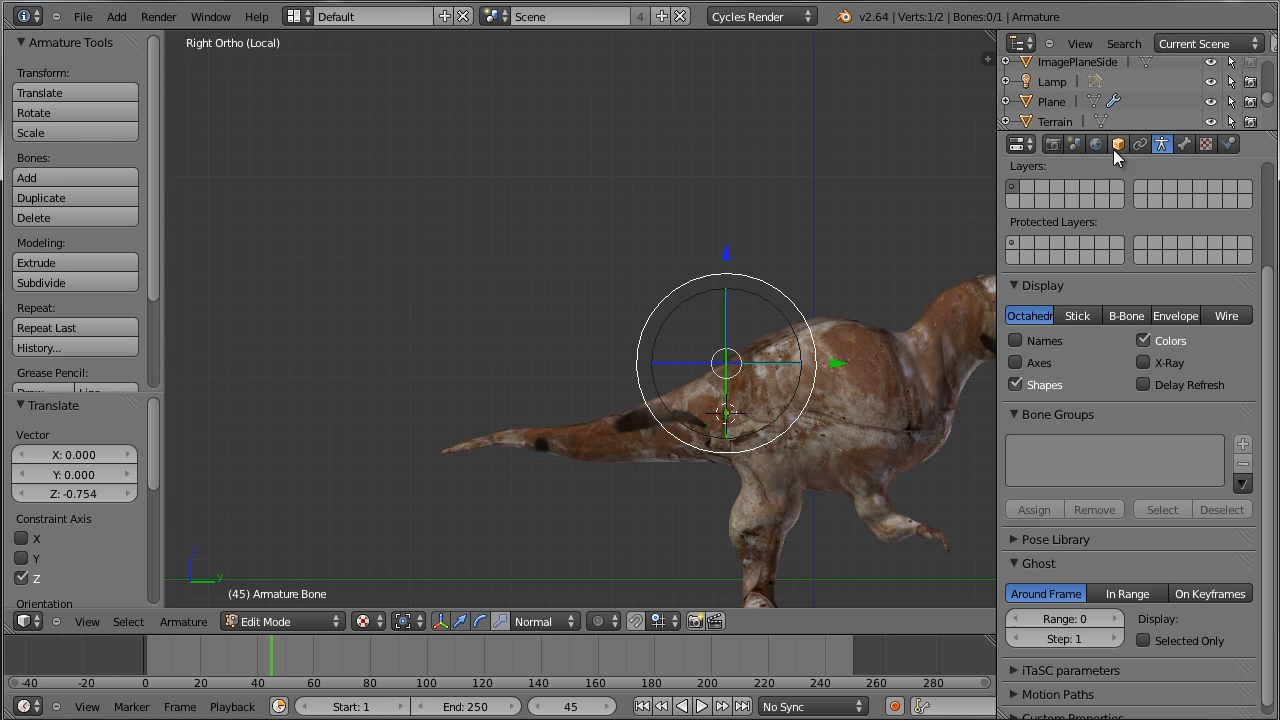 File Add Render Window Help Default Scene 4 Cycles Render v2.64 | Verts:1/2 | Bones:0/1 | Armature
Armature Tools
Transform:
Translate
Rotate
Scale
Bones:
Add
Duplicate
Delete
Modeling:
Extrude
Subdivide
Repeat:
Repeat Last
History...
Grease Pencil:
Translate
Vector
X: 0.000
Y: 0.000
Z: -0.754
Constraint Axis
X
Y
Z
Orientation
Right Ortho (Local)
y
(45) Armature Bone
View Select Armature Edit Mode Normal
-40 -20 0 20 40 60 80 100 120 140 160 180 200 220 240 260 280
View Marker Frame Playback Start: 1 End: 250 45 No Sync
View Search Current Scene
ImagePlaneSide
Lamp
Plane
Terrain
Layers:
Protected Layers:
Display
Octahedr Stick B-Bone Envelope Wire
Names Colors
Axes X-Ray
Shapes Delay Refresh
Bone Groups
Assign Remove Select Deselect
Pose Library
Ghost
Around Frame In Range On Keyframes
Range: 0 Display:
Step: 1 Selected Only
iTaSC parameters
Motion Paths